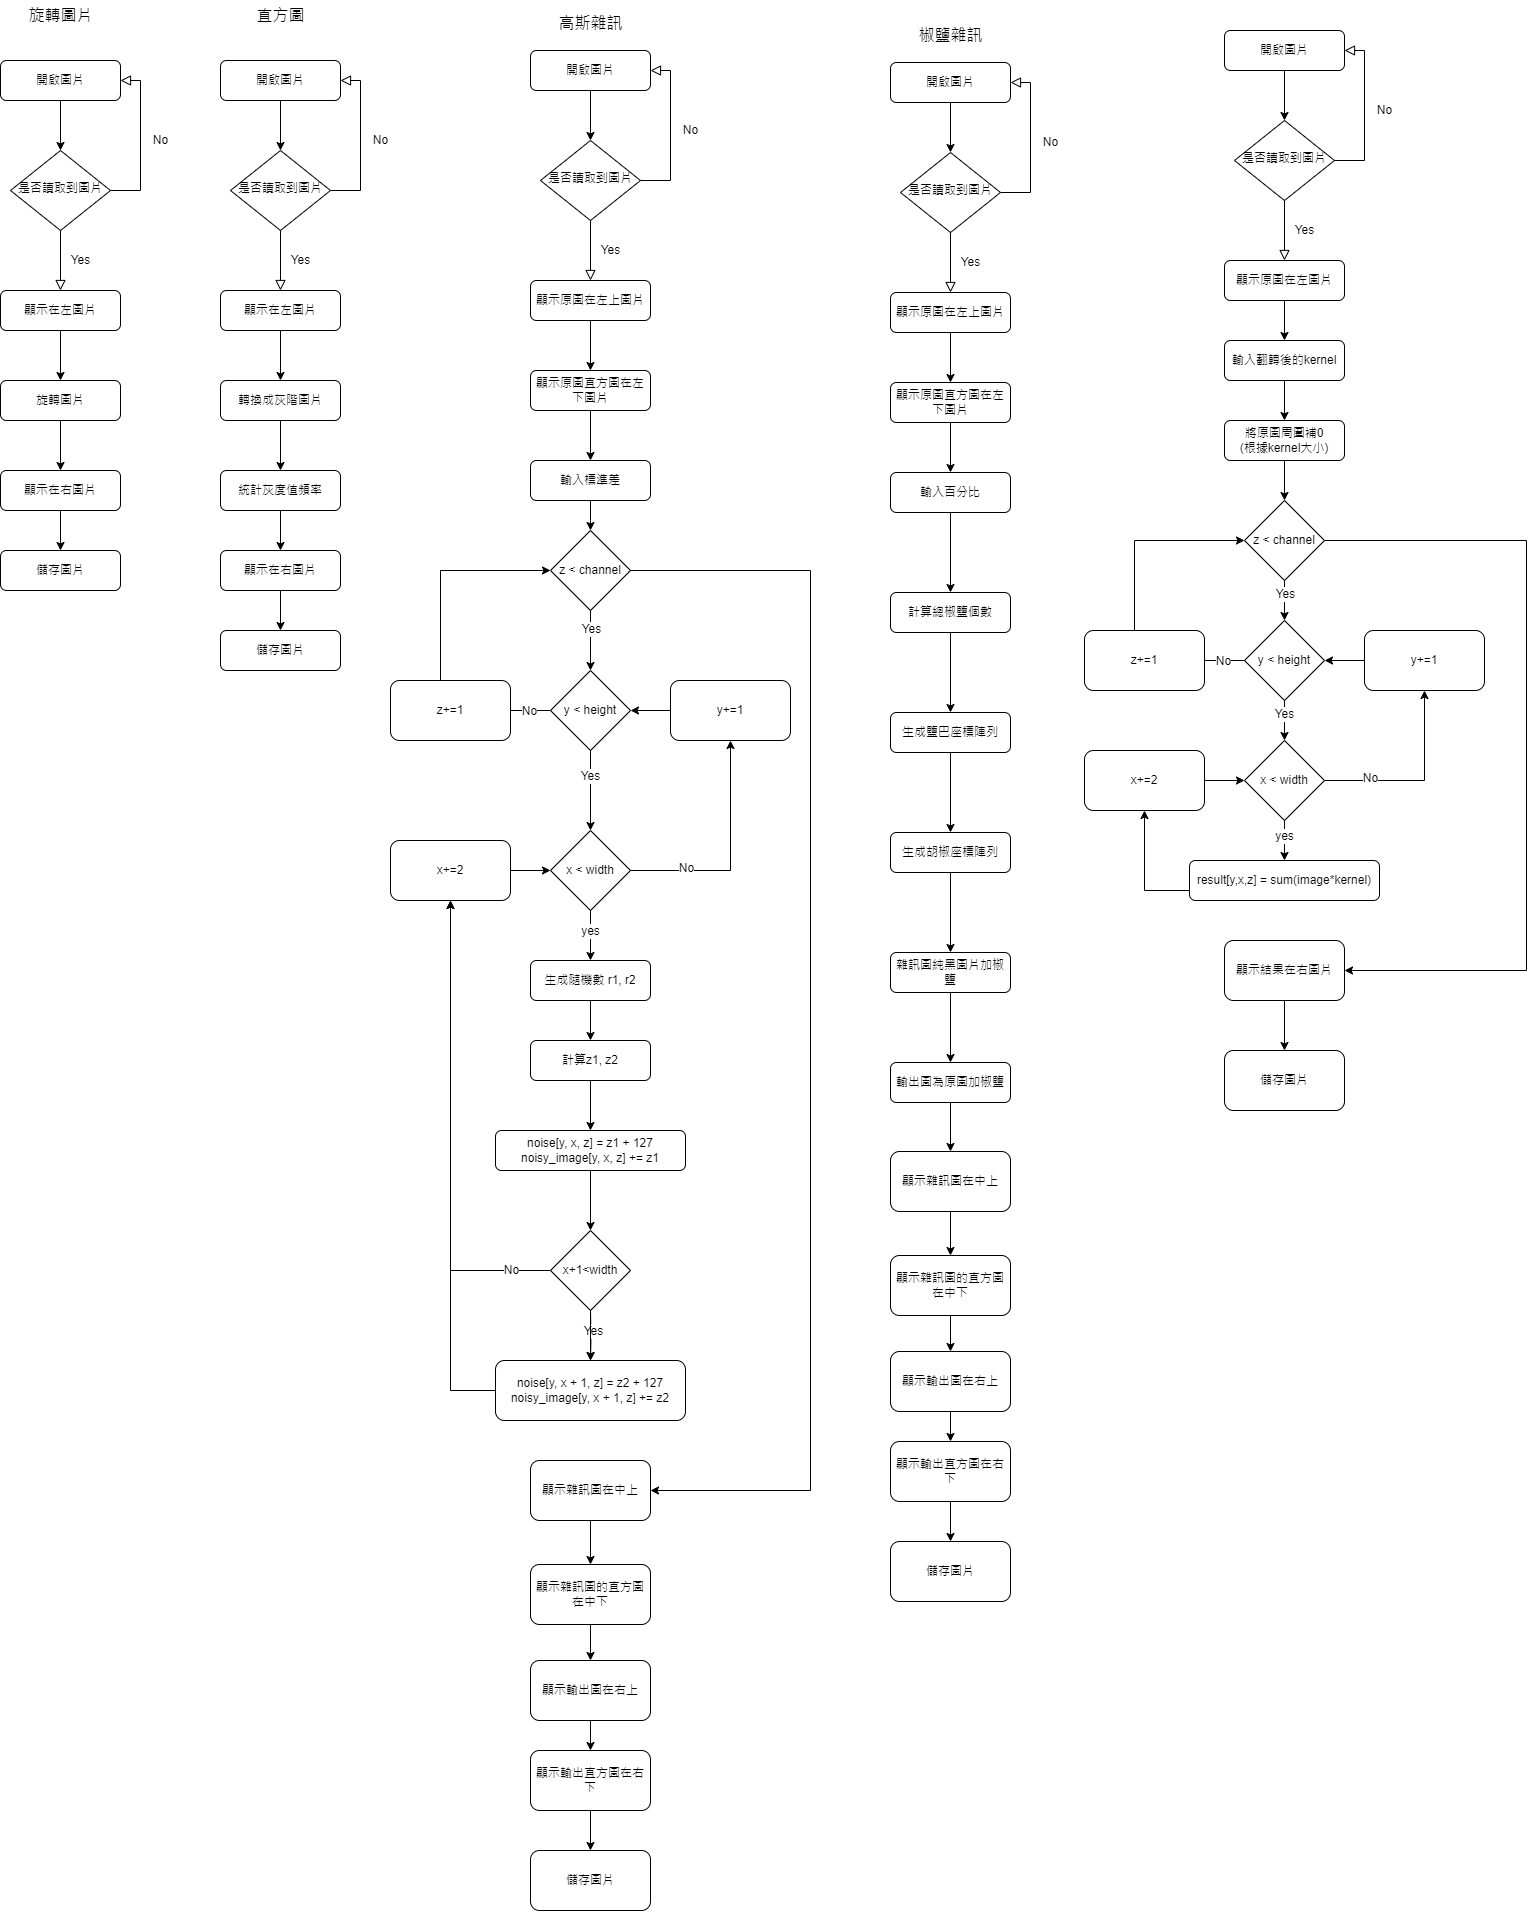 旋轉圖片
開啟圖片
No
是否讀取到圖片
Yes
顯示在左圖片
旋轉圖片
顯示在右圖片
儲存圖片
直方圖
開啟圖片
No
是否讀取到圖片
Yes
顯示在左圖片
轉換成灰階圖片
統計灰度值頻率
顯示在右圖片
儲存圖片
高斯雜訊
開啟圖片
No
是否讀取到圖片
Yes
顯示原圖在左上圖片
顯示原圖直方圖在左
下圖片
輸入標準差
z < channel
Yes
z+=1
No
y < height
y+=1
Yes
x+=2
x < width
No
yes
生成隨機數 r1, r2
計算z1, z2
noise[y, x, z] = z1 + 127
noisy_image[y, x, z] += z1
No
x+1<width
Yes
noise[y, x + 1, z] = z2 + 127
noisy_image[y, x + 1, z] += z2
顯示雜訊圖在中上
顯示雜訊圖的直方圖
在中下
顯示輸出圖在右上
顯示輸出直方圖在右
下
儲存圖片
椒鹽雜訊
開啟圖片
No
是否讀取到圖片
Yes
顯示原圖在左上圖片
顯示原圖直方圖在左
下圖片
輸入百分比
計算總椒鹽個數
生成鹽巴座標陣列
生成胡椒座標陣列
雜訊圖純黑圖片加椒
鹽
輸出圖為原圖加椒鹽
顯示雜訊圖在中上
顯示雜訊圖的直方圖
在中下
顯示輸出圖在右上
顯示輸出直方圖在右
下
儲存圖片
開啟圖片
No
是否讀取到圖片
Yes
顯示原圖在左圖片
輸入翻轉後的kernel
將原圖周圍補0
(根據kernel大小)
z < channel
Yes
z+=1
No
y < height
y+=1
Yes
x+=2
x < width
No
yes
result[y,x,z] = sum(image*kernel)
顯示結果在右圖片
儲存圖片